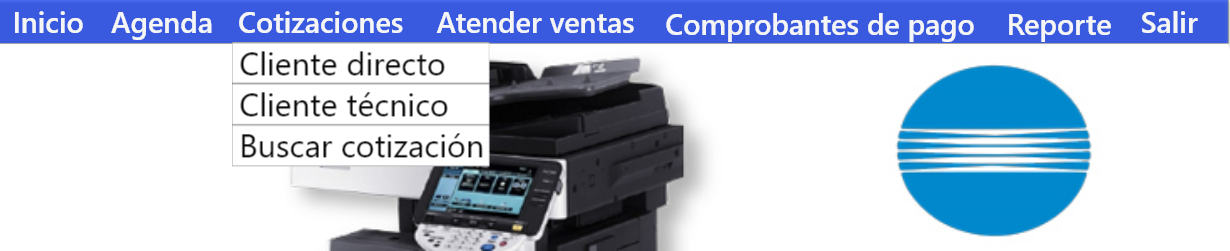 Inicio Agenda Cotizaciones Atender ventas Comprobantes de pago Reporte Salir
Cliente directo
Cliente técnico
Buscar cotización